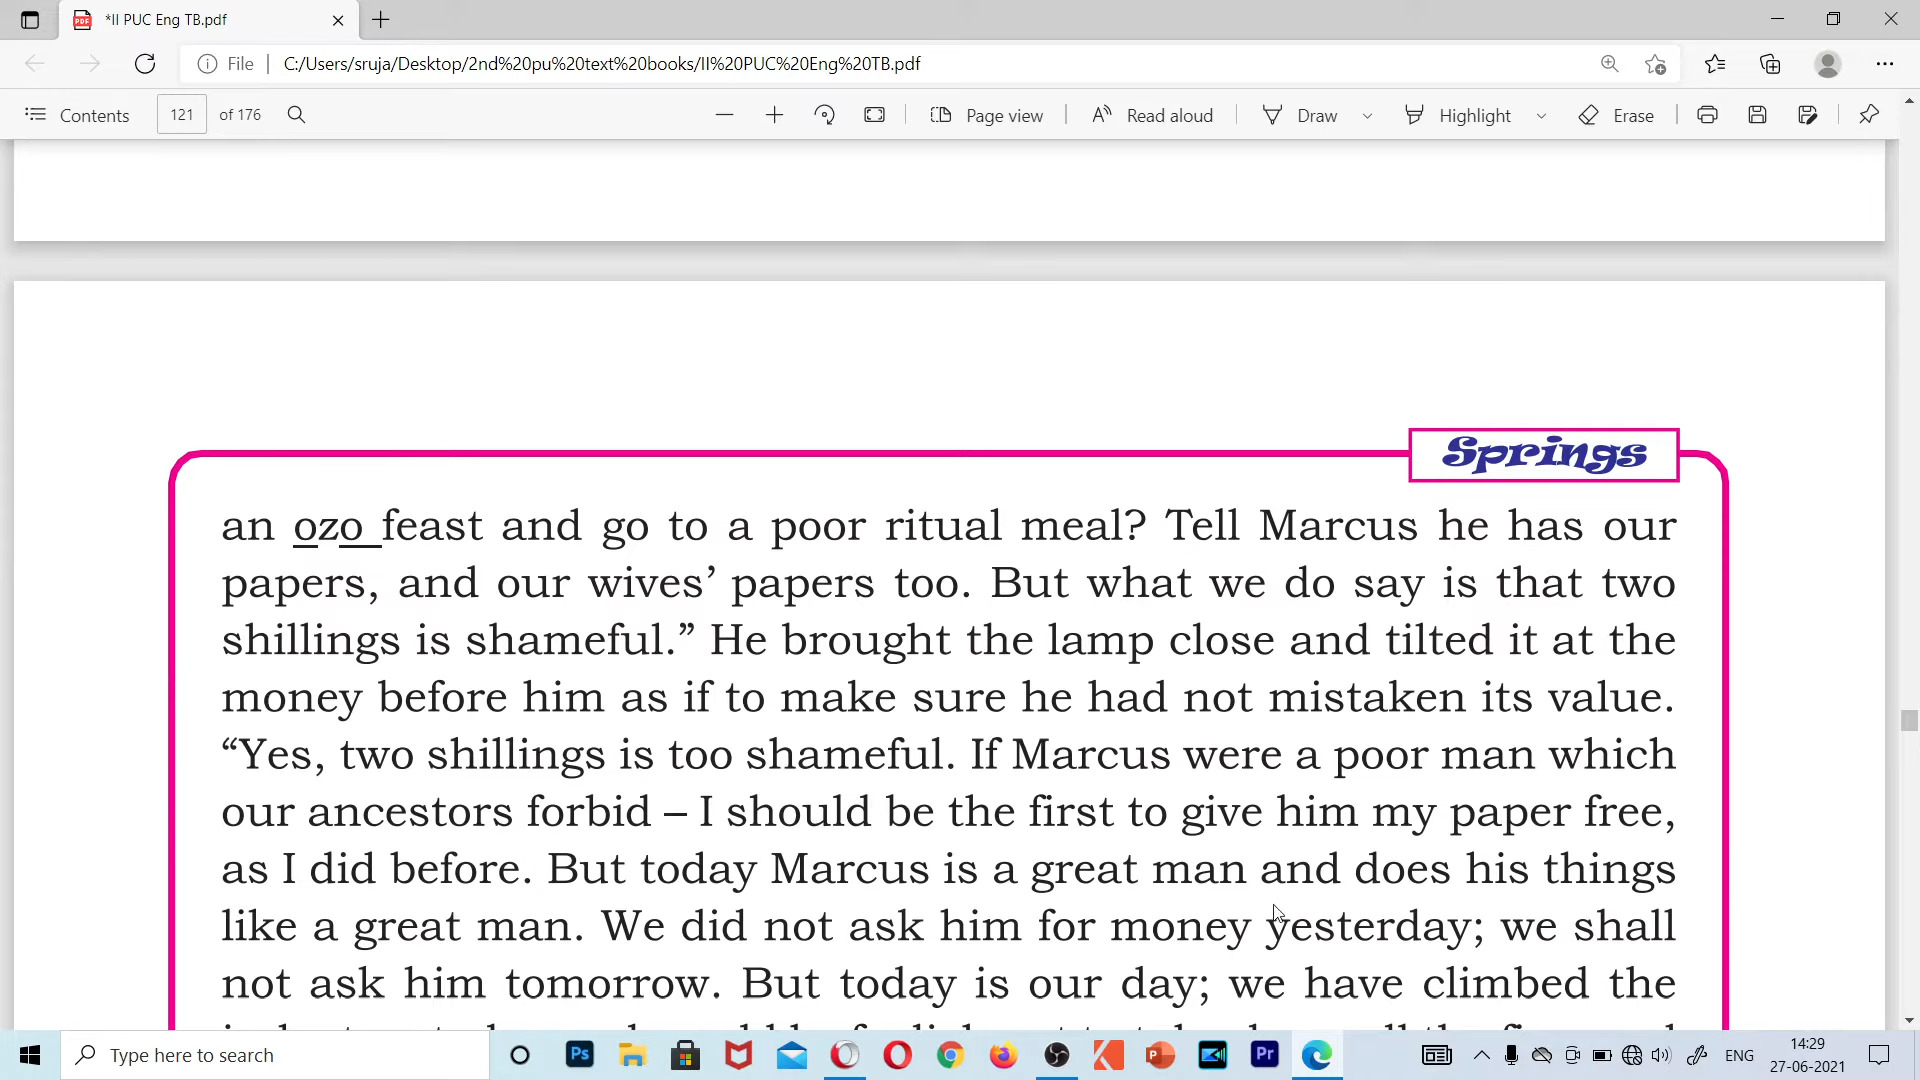 *II PUC Eng TB.pdf
File
C:/Users/sruja/Desktop/2nd%20pu%20text%20books/II%20PUC%20Eng%20TB.pdf
Contents
121
of 176
Page view
Read aloud
Draw
Highlight
Erase
Springs
an ozo feast and go to a poor ritual meal? Tell Marcus he has our
papers, and our wives’ papers too. But what we do say is that two
shillings is shameful.” He brought the lamp close and tilted it at the
money before him as if to make sure he had not mistaken its value.
“Yes, two shillings is too shameful. If Marcus were a poor man which
our ancestors forbid – I should be the first to give him my paper free,
as I did before. But today Marcus is a great man and does his things
like a great man. We did not ask him for money yesterday; we shall
not ask him tomorrow. But today is our day; we have climbed the
Type here to search
Ps
Pr
ENG
14:29
27-06-2021